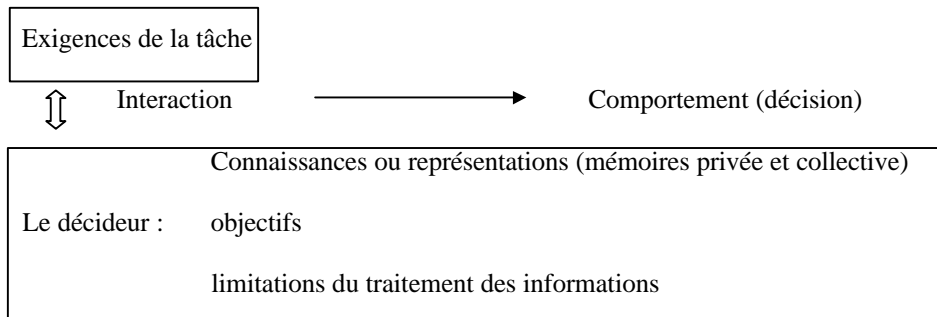 Exigences de la tâche
Interaction Comportement (décision)
Connaissances ou représentations (mémoires privée et collective)
Le décideur : objectifs
limitations du traitement des informations